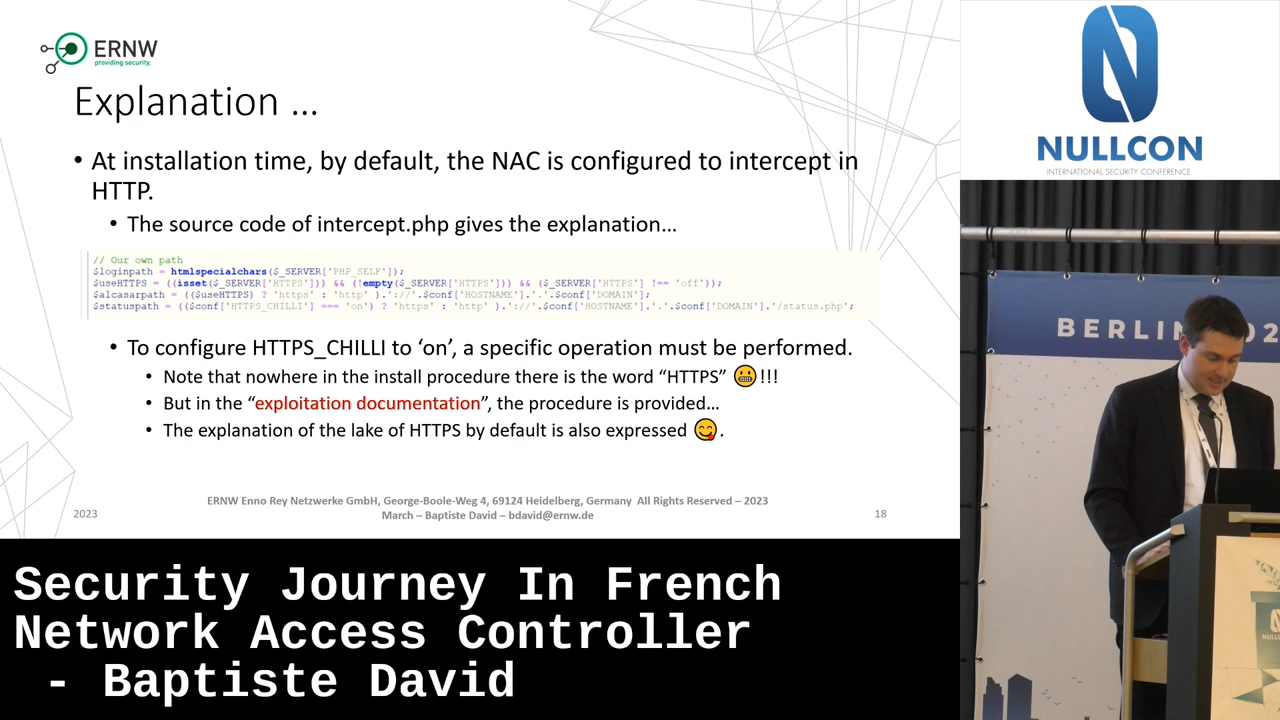 ERNW
providing security.
Explanation ...
• At installation time, by default, the NAC is configured to intercept in
HTTP.
• The source code of intercept.php gives the explanation…
// Our own path
$loginpath = htmlspecialchars($_SERVER['PHP_SELF']);
$useHTTPS = ((isset($_SERVER['HTTPS'])) && (!empty($_SERVER['HTTPS'])) && ($_SERVER['HTTPS'] !== 'off'));
$alcasarpath = (($useHTTPS) ? 'https' : 'http' ).'://'.$conf['HOSTNAME'].'.'.$conf['DOMAIN'];
$statuspath = (($conf['HTTPS_CHILLI'] === 'on') ? 'https' : 'http' ).'://'.$conf['HOSTNAME'].'.'.$conf['DOMAIN'].'/status.php';
• To configure HTTPS_CHILLI to ‘on’, a specific operation must be performed.
• Note that nowhere in the install procedure there is the word “HTTPS” 😬!!!
• But in the “exploitation documentation”, the procedure is provided…
• The explanation of the lake of HTTPS by default is also expressed 😋.
ERNW Enno Rey Netzwerke GmbH, George-Boole-Weg 4, 69124 Heidelberg, Germany All Rights Reserved – 2023
2023
March – Baptiste David – bdavid@ernw.de
18
NULLCON
INTERNATIONAL SECURITY CONFERENCE
BERLIN
Security Journey In French
Network Access Controller
- Baptiste David